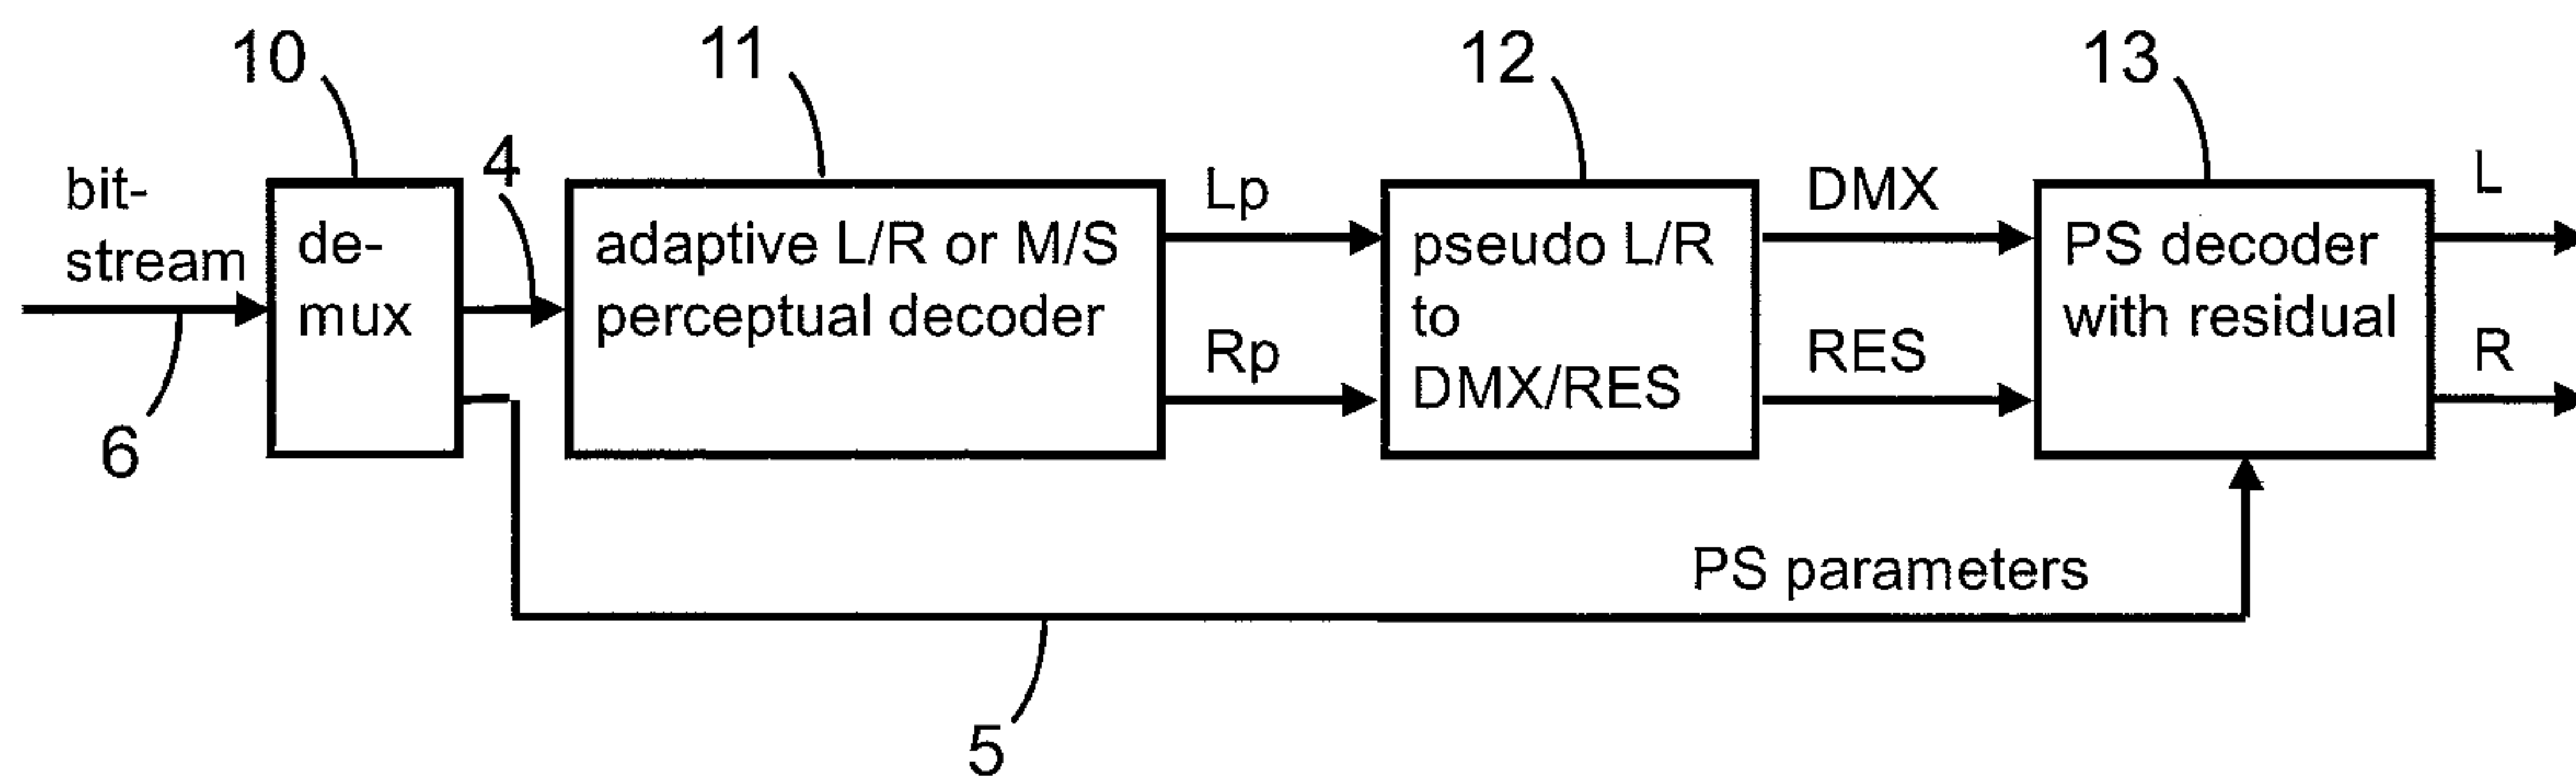 10
11
12
13
bit-
stream
6
de-
mux
4
adaptive L/R or M/S
perceptual decoder
Lp
Rp
pseudo L/R
to
DMX/RES
DMX
RES
PS decoder
with residual
L
R
PS parameters
5